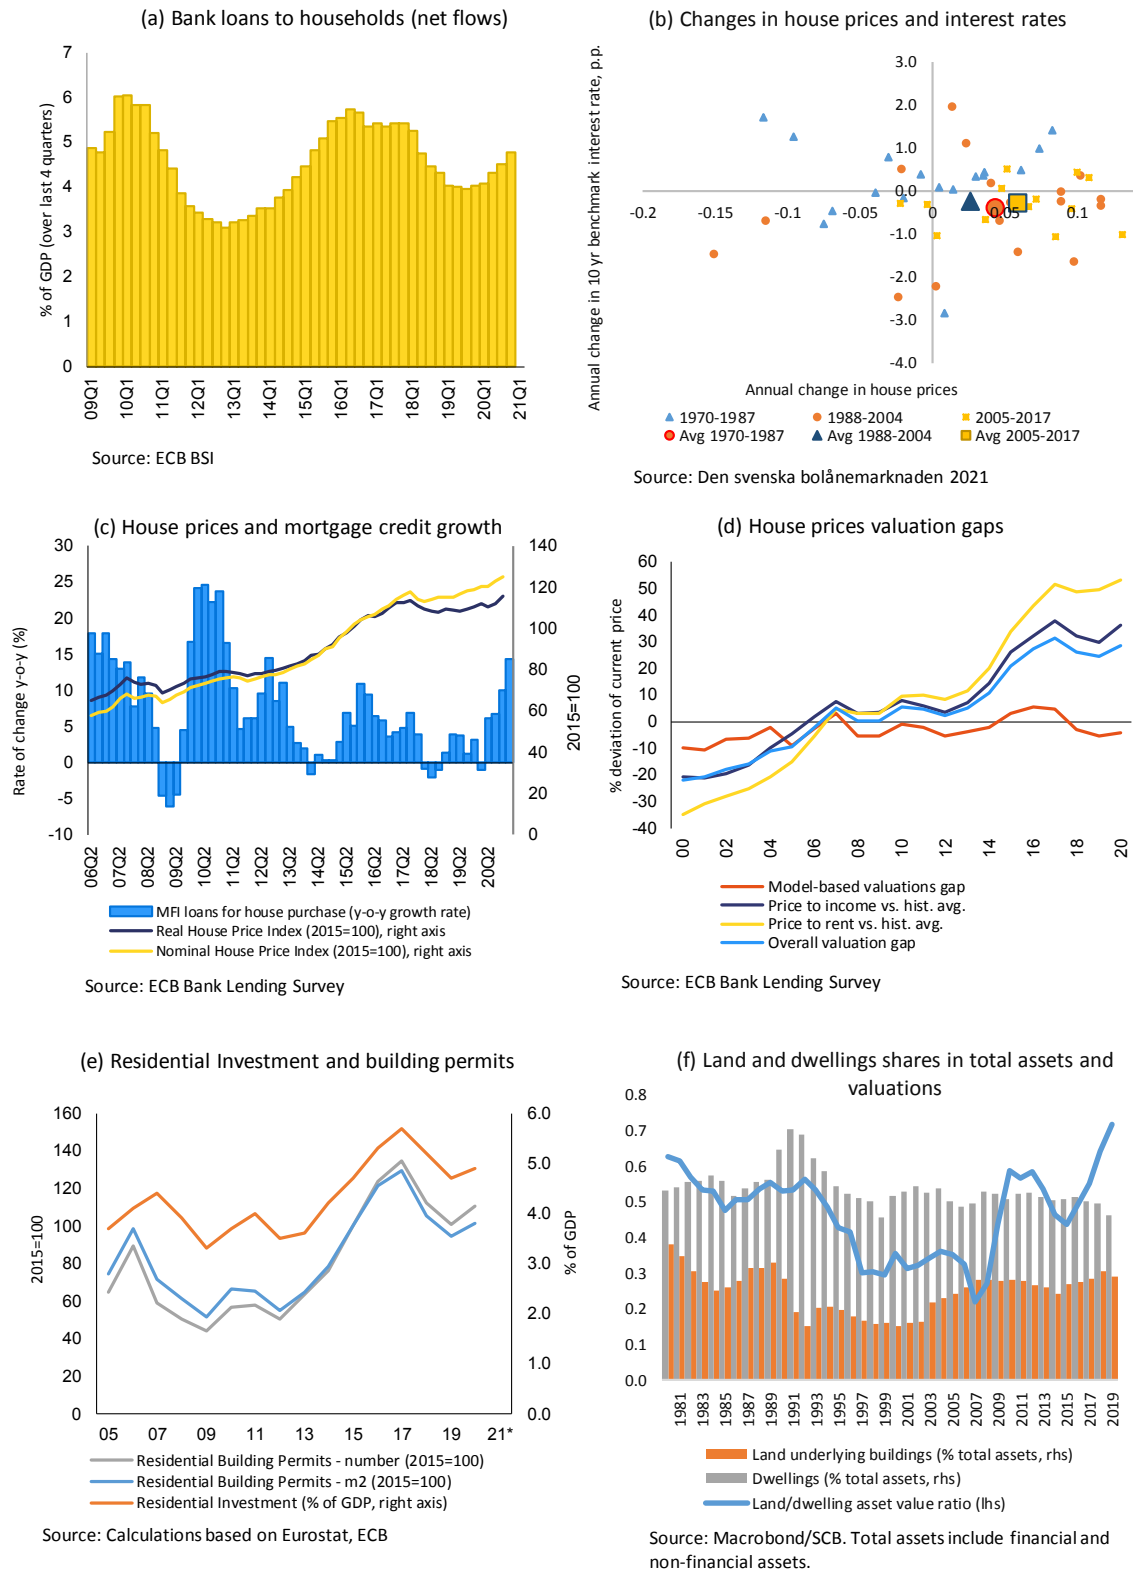 (a) Bank loans to households (net flows)
% of GDP (over last 4 quarters)
7
6
5
4
3
2
1
0
09Q1
10Q1
11Q1
12Q1
13Q1
14Q1
15Q1
16Q1
17Q1
18Q1
19Q1
20Q1
21Q1
Source: ECB BSI
(b) Changes in house prices and interest rates
Annual change in 10 yr benchmark interest rate, p.p.
3.0
2.0
1.0
0.0
-1.0
-2.0
-3.0
-4.0
-0.2
-0.15
-0.1
-0.05
0
0.05
0.1
Annual change in house prices
1970-1987
1988-2004
2005-2017
Avg 1970-1987
Avg 1988-2004
Avg 2005-2017
Source: Den svenska bolånemarknaden 2021
(c) House prices and mortgage credit growth
Rate of change y-o-y (%)
30
25
20
15
10
5
0
-5
-10
140
120
100
80
60
40
20
0
2015=100
06Q2
07Q2
08Q2
09Q2
10Q2
11Q2
12Q2
13Q2
14Q2
15Q2
16Q2
17Q2
18Q2
19Q2
20Q2
MFI loans for house purchase (y-o-y growth rate)
Real House Price Index (2015=100), right axis
Nominal House Price Index (2015=100), right axis
Source: ECB Bank Lending Survey
(d) House prices valuation gaps
% deviation of current price
60
50
40
30
20
10
0
-10
-20
-30
-40
00
02
04
06
08
10
12
14
16
18
20
Model-based valuations gap
Price to income vs. hist. avg.
Price to rent vs. hist. avg.
Overall valuation gap
Source: ECB Bank Lending Survey
(e) Residential Investment and building permits
2015=100
160
140
120
100
80
60
40
20
0
6.0
5.0
4.0
3.0
2.0
1.0
0.0
% of GDP
05
07
09
11
13
15
17
19
21*
Residential Building Permits - number (2015=100)
Residential Building Permits - m2 (2015=100)
Residential Investment (% of GDP, right axis)
Source: Calculations based on Eurostat, ECB
(f) Land and dwellings shares in total assets and
valuations
0.8
0.7
0.6
0.5
0.4
0.3
0.2
0.1
0.0
1981
1983
1985
1987
1989
1991
1993
1995
1997
1999
2001
2003
2005
2007
2009
2011
2013
2015
2017
2019
Land underlying buildings (% total assets, rhs)
Dwellings (% total assets, rhs)
Land/dwelling asset value ratio (lhs)
Source: Macrobond/SCB. Total assets include financial and
non-financial assets.